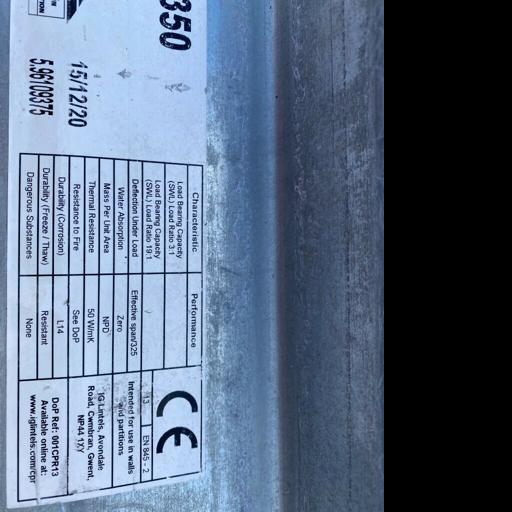 350
15/12/20
5.96109375
Characteristic Performance
Load Bearing Capacity
(SWL) Load Ratio 3:1
Load Bearing Capacity
(SWL) Load Ratio 19:1
Deflection Under Load Effective span/325
Water Absorption Zero
Mass Per Unit Area NPD
Thermal Resistance 50 W/mK
Resistance to Fire See DoP
Durability (Corrosion) L14
Durability (Freeze / Thaw) Resistant
Dangerous Substances None
CE
13 EN 845 - 2
Intended for use in walls
and partitions
IG Lintels, Avondale
Road, Cwmbran, Gwent,
NP44 1XY
DoP Ref: 001CPR13
Available online at:
www.iglintels.com/cpr